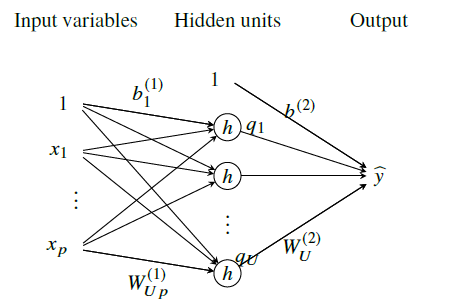 Input variables Hidden units Output
1 b_1^{(1)} 1 b^{(2)}
h q_1
x_1
h ŷ
⋮ ⋮
x_p W_U^{(2)}
q_U
h
W_{Up}^{(1)}